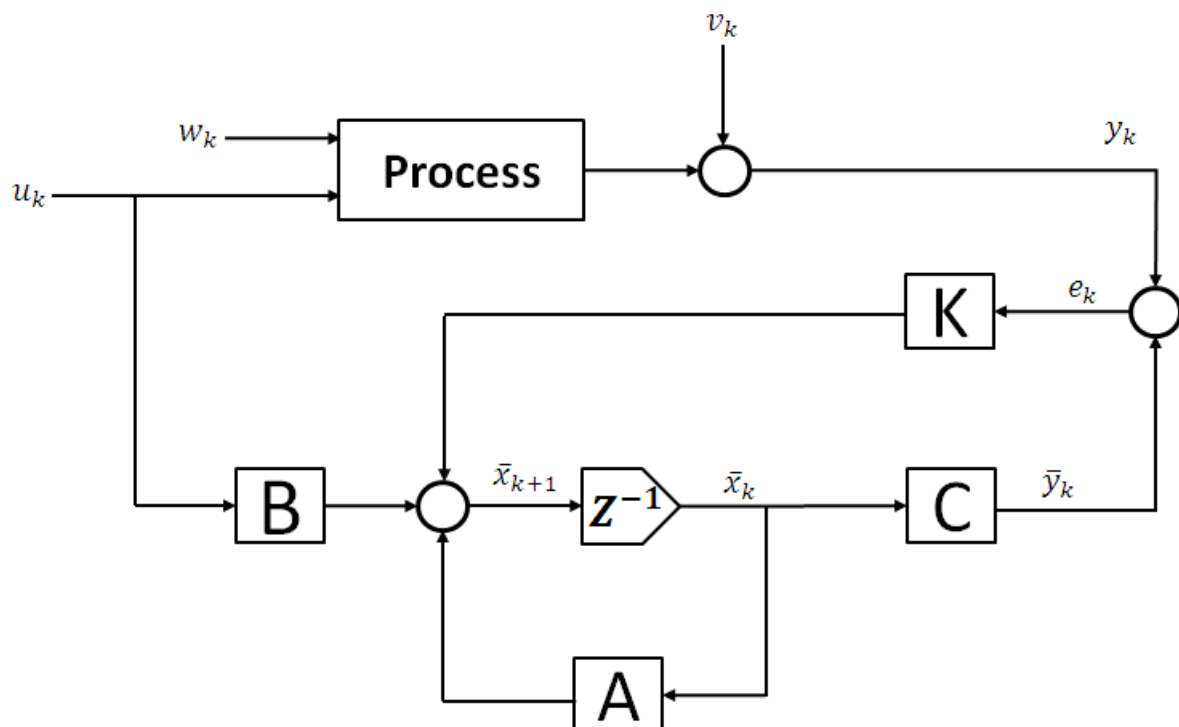 v_k
w_k
Process
y_k
u_k
K
e_k
B
x̄_{k+1}
Z^{-1}
x̄_k
C
ȳ_k
A